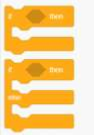 if then
if then
else